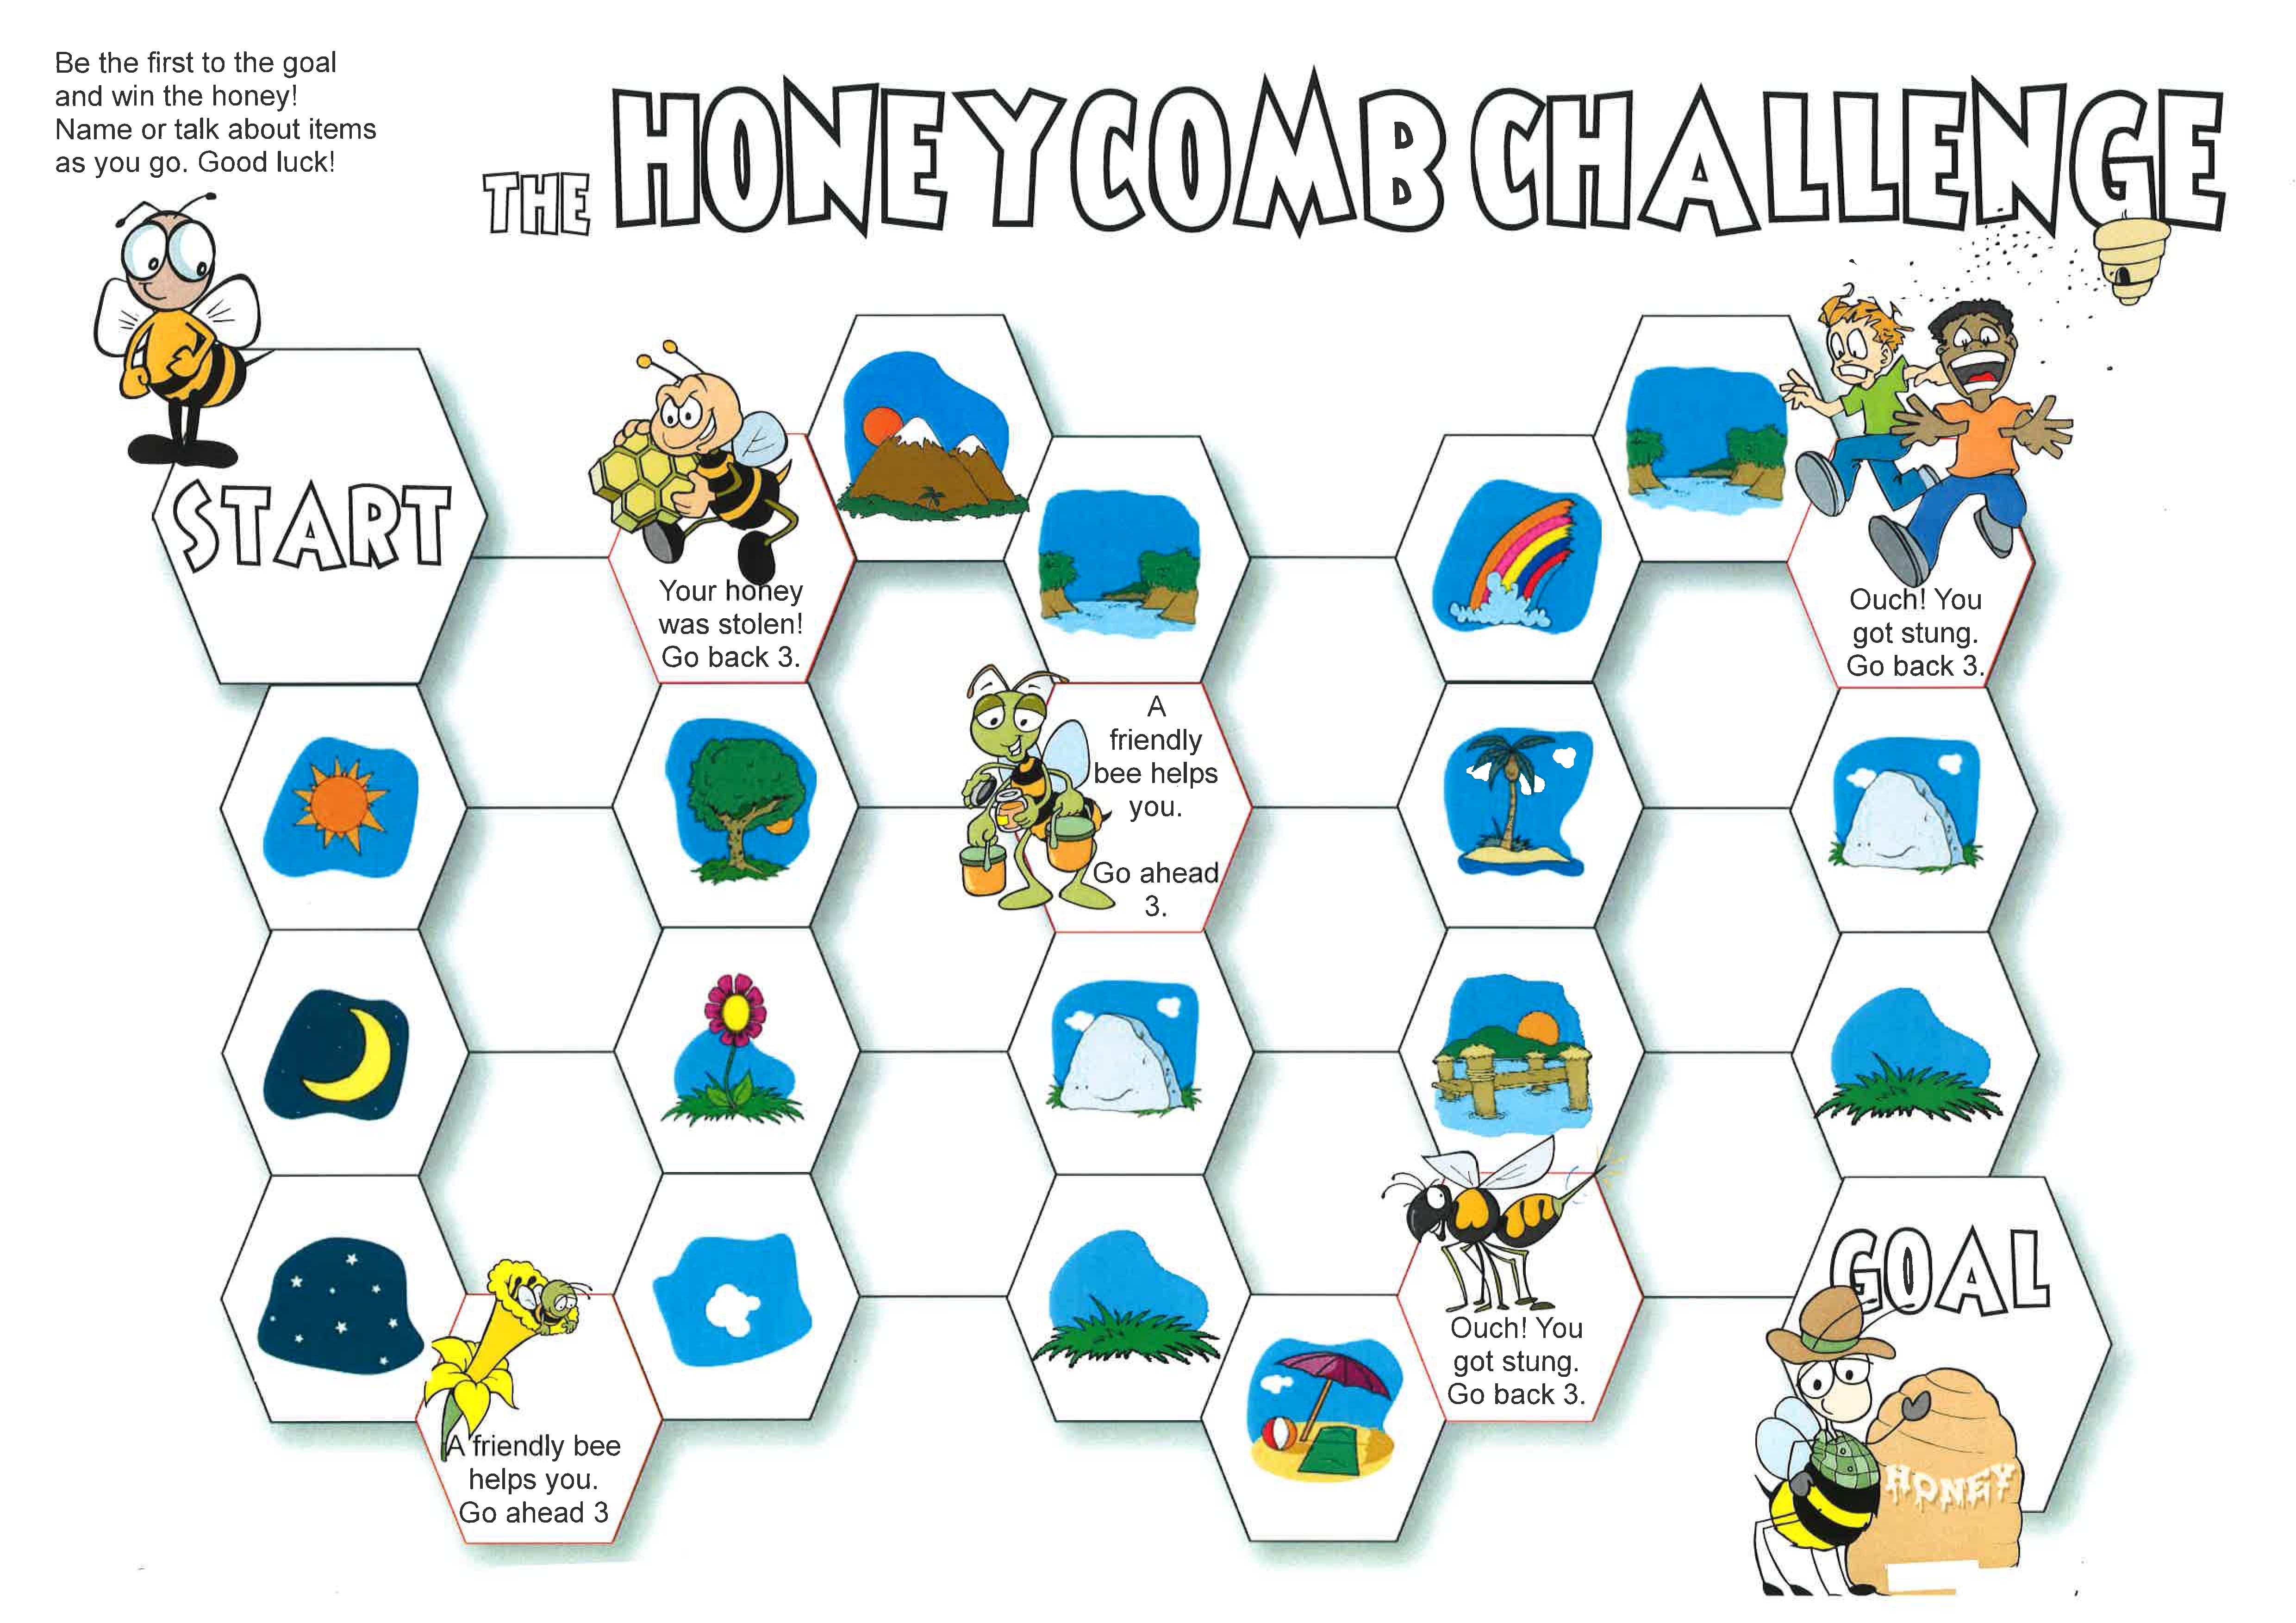 Be the first to the goal
and win the honey!
Name or talk about items
as you go. Good luck!
THE HONEYCOMB CHALLENGE
START
Your honey
was stolen!
Go back 3.
Ouch! You
got stung.
Go back 3.
A
friendly
bee helps
you.
Go ahead
3.
A friendly bee
helps you.
Go ahead 3
Ouch! You
got stung.
Go back 3.
GOAL
HONEY